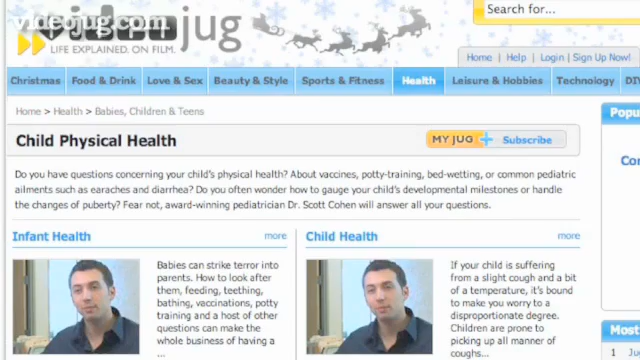 videojug.com
jug
Search for...
LIFE EXPLAINED. ON FILM.
Home | Help | Login | Sign Up Now!
Christmas Food & Drink Love & Sex Beauty & Style Sports & Fitness Health Leisure & Hobbies Technology DI
Home > Health > Babies, Children & Teens
Popu
Child Physical Health
MY JUG + Subscribe
Do you have questions concerning your child's physical health? About vaccines, potty-training, bed-wetting, or common pediatric
ailments such as earaches and diarrhea? Do you often wonder how to gauge your child's developmental milestones or handle
the changes of puberty? Fear not, award-winning pediatrician Dr. Scott Cohen will answer all your questions.
Co
Infant Health more
Babies can strike terror into
parents. How to look after
them, feeding, teething,
bathing, vaccinations, potty
training and a host of other
questions can make the
whole business of having a
...
Child Health more
If your child is suffering
from a slight cough and a bit
of a temperature, it's bound
to make you worry to a
disproportionate degree.
Children are prone to
picking up all manner of
coughs...
Most
1 Ju